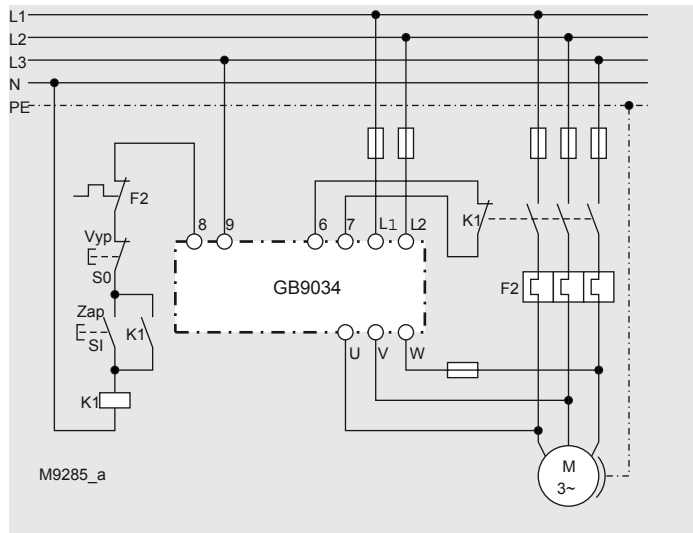 L1
L2
L3
N
PE
F2
8
9
6
7
L1
L2
K1
Vyp
S0
GB9034
F2
Zap
SI
K1
U
V
W
K1
M9285_a
M
3~